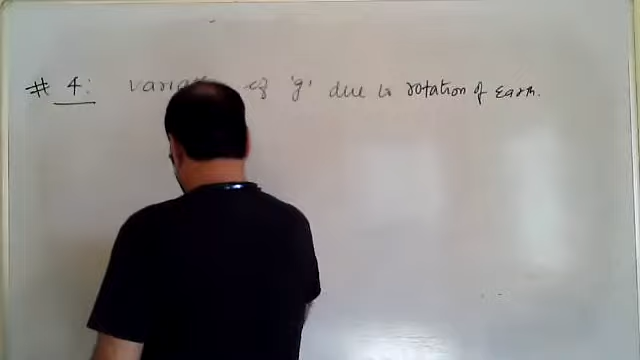 # 4: variation of 'g' due to rotation of Earth.